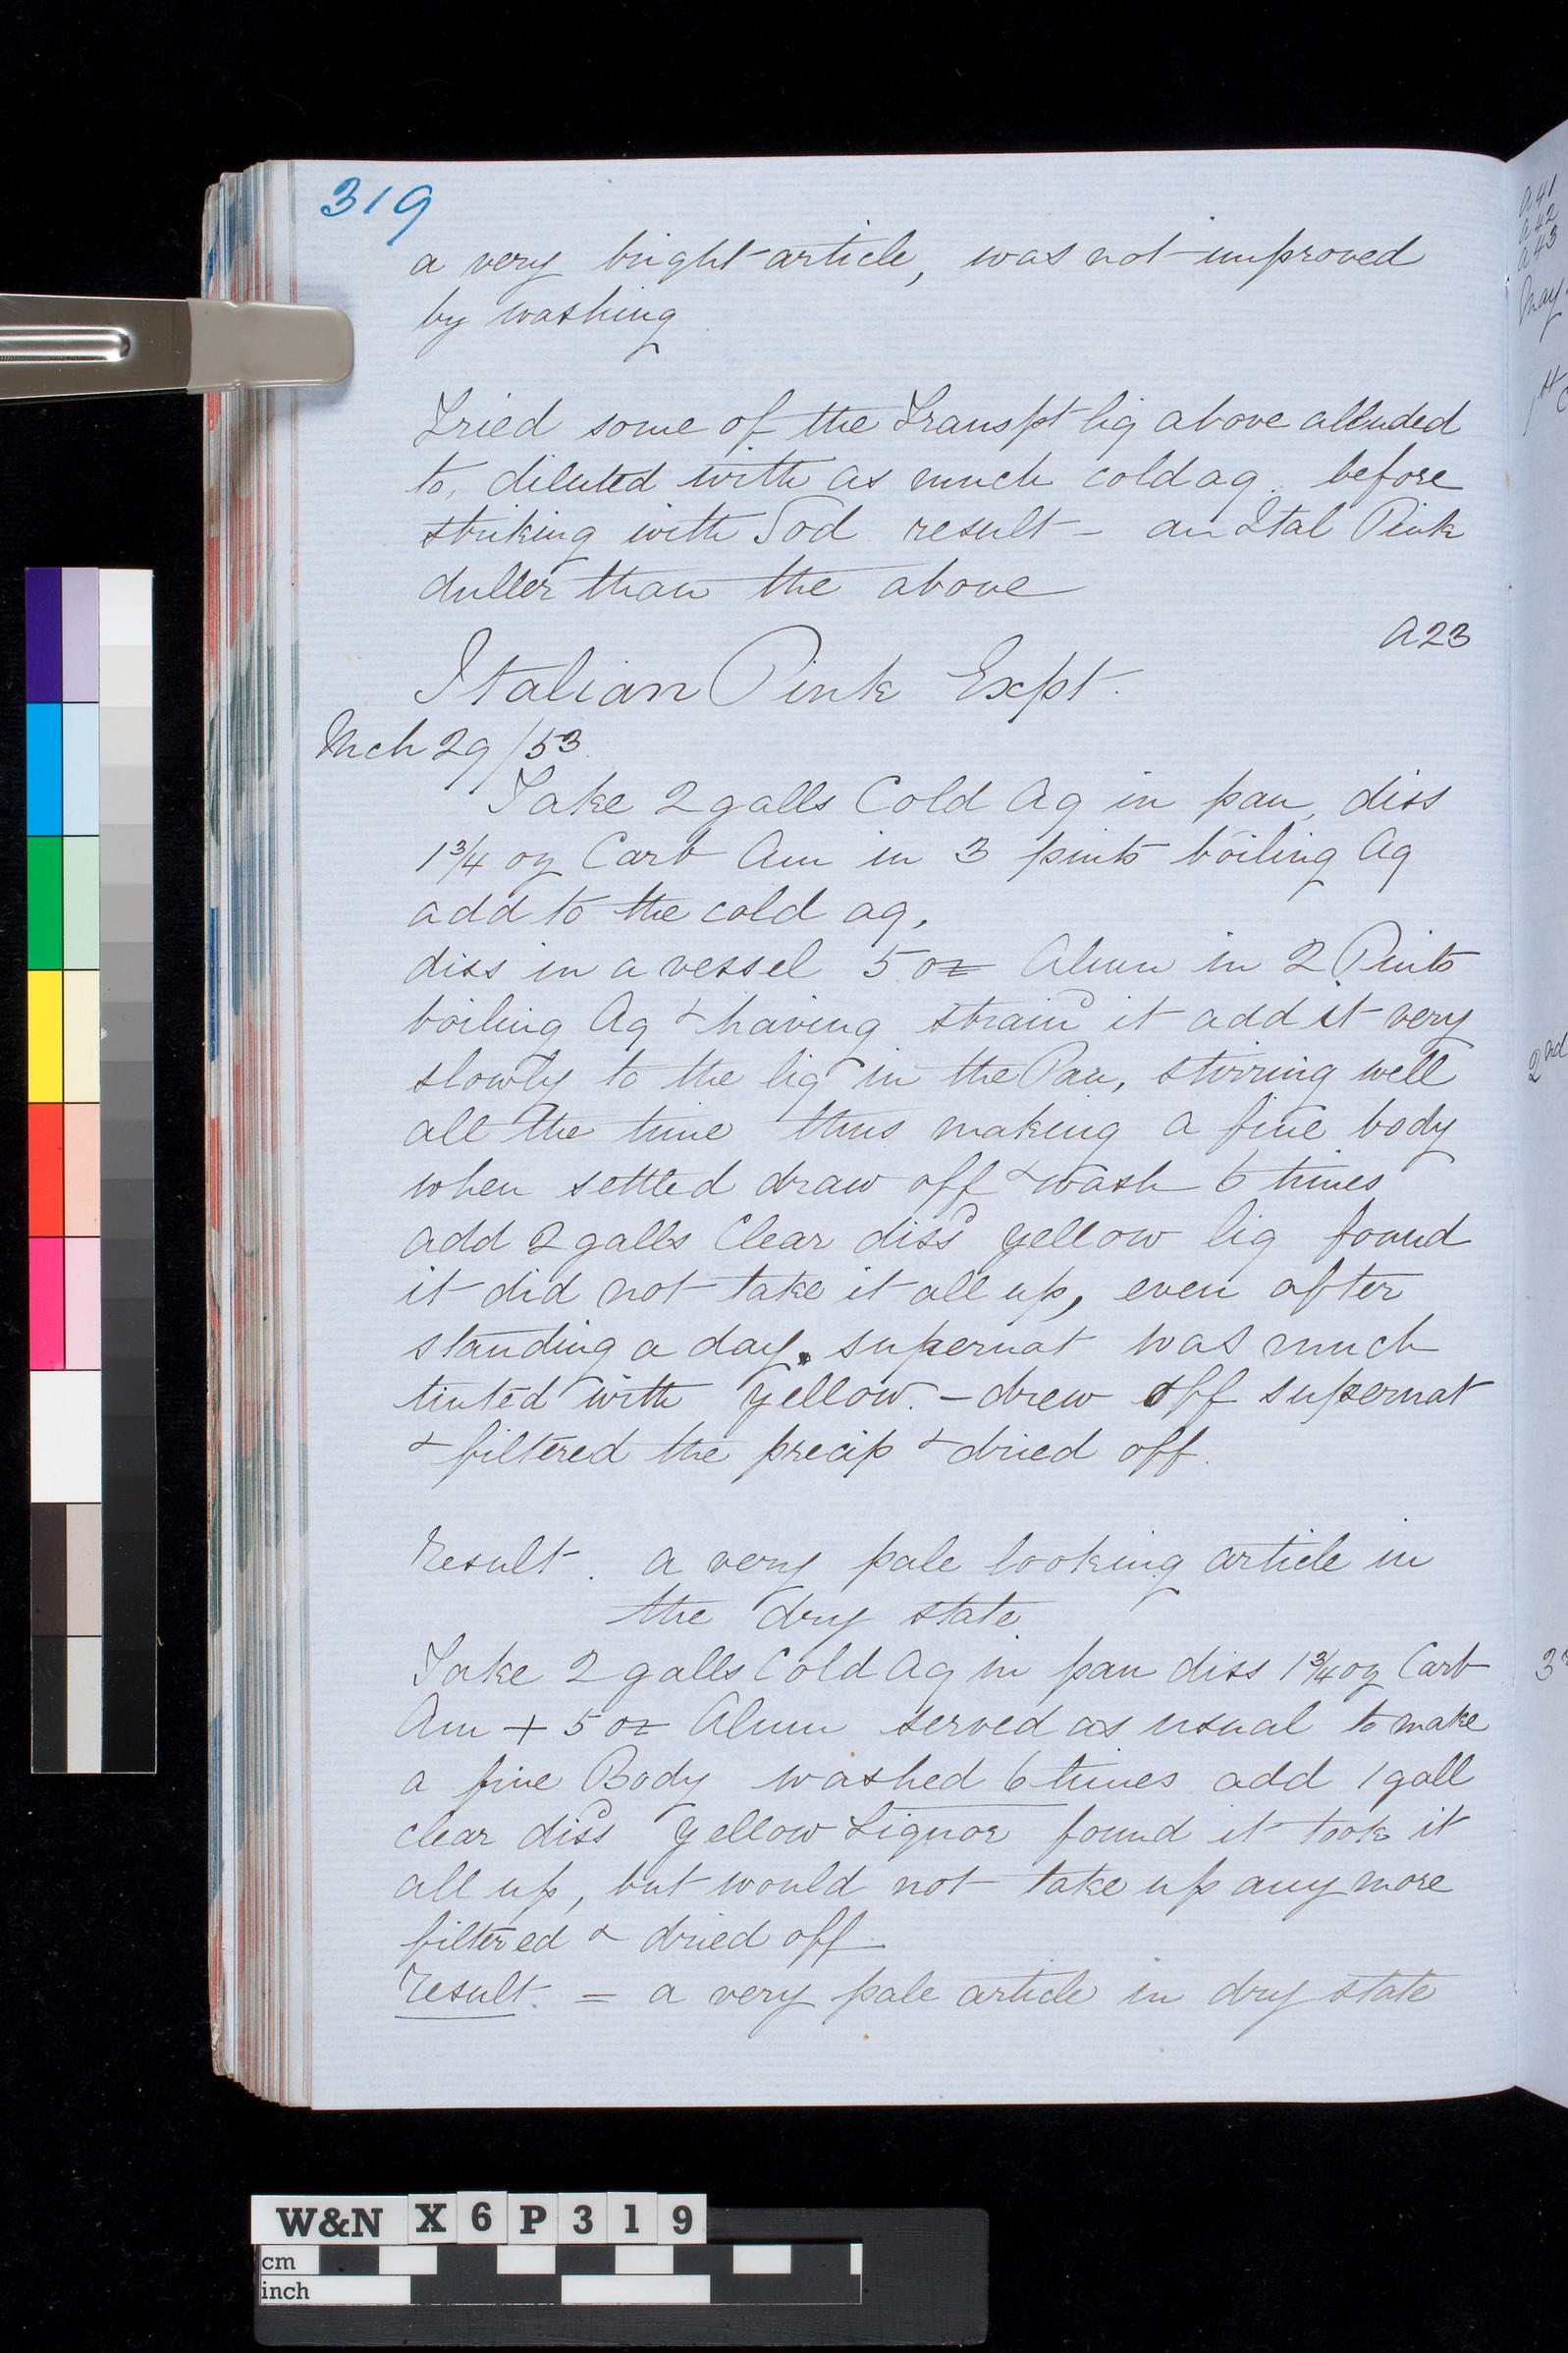 319
a very bright article, was not improved
by washing
Tried some of the Transpt liq above alluded
to, diluted with as much cold aq. before
striking with Sod result - an Ital Pink
duller than the above
A23
Italian Pink Expt.
Mch 29/53.
Take 2 galls Cold Aq in pan, diss
1 3/4 oz Carb Am in 3 pints boiling Aq
add to the cold aq.
diss in a vessel 5 oz Alum in 2 Pints
boiling Aq & having straind it add it very
slowly to the liq in the Pan, stirring well
all the time thus making a fine body
when settled draw off & wash 6 times
add 2 galls Clear dissd yellow liq found
it did not take it all up, even after
standing a day. supernat was much
tinted with yellow. - drew off supernat
& filtered the precip & dried off.
Result. a very pale looking article in
the dry state
Take 2 galls Cold Aq in pan diss 1 3/4 oz Carb
Am + 5 oz Alum served as usual to make
a fine Body washed 6 times add 1 gall
clear dissd yellow Liquor found it took it
all up, but would not take up any more
filtered & dried off
result. = a very pale article in dry state
A41
A42
A43
May
1st
2nd
W&N X6P319
cm
inch